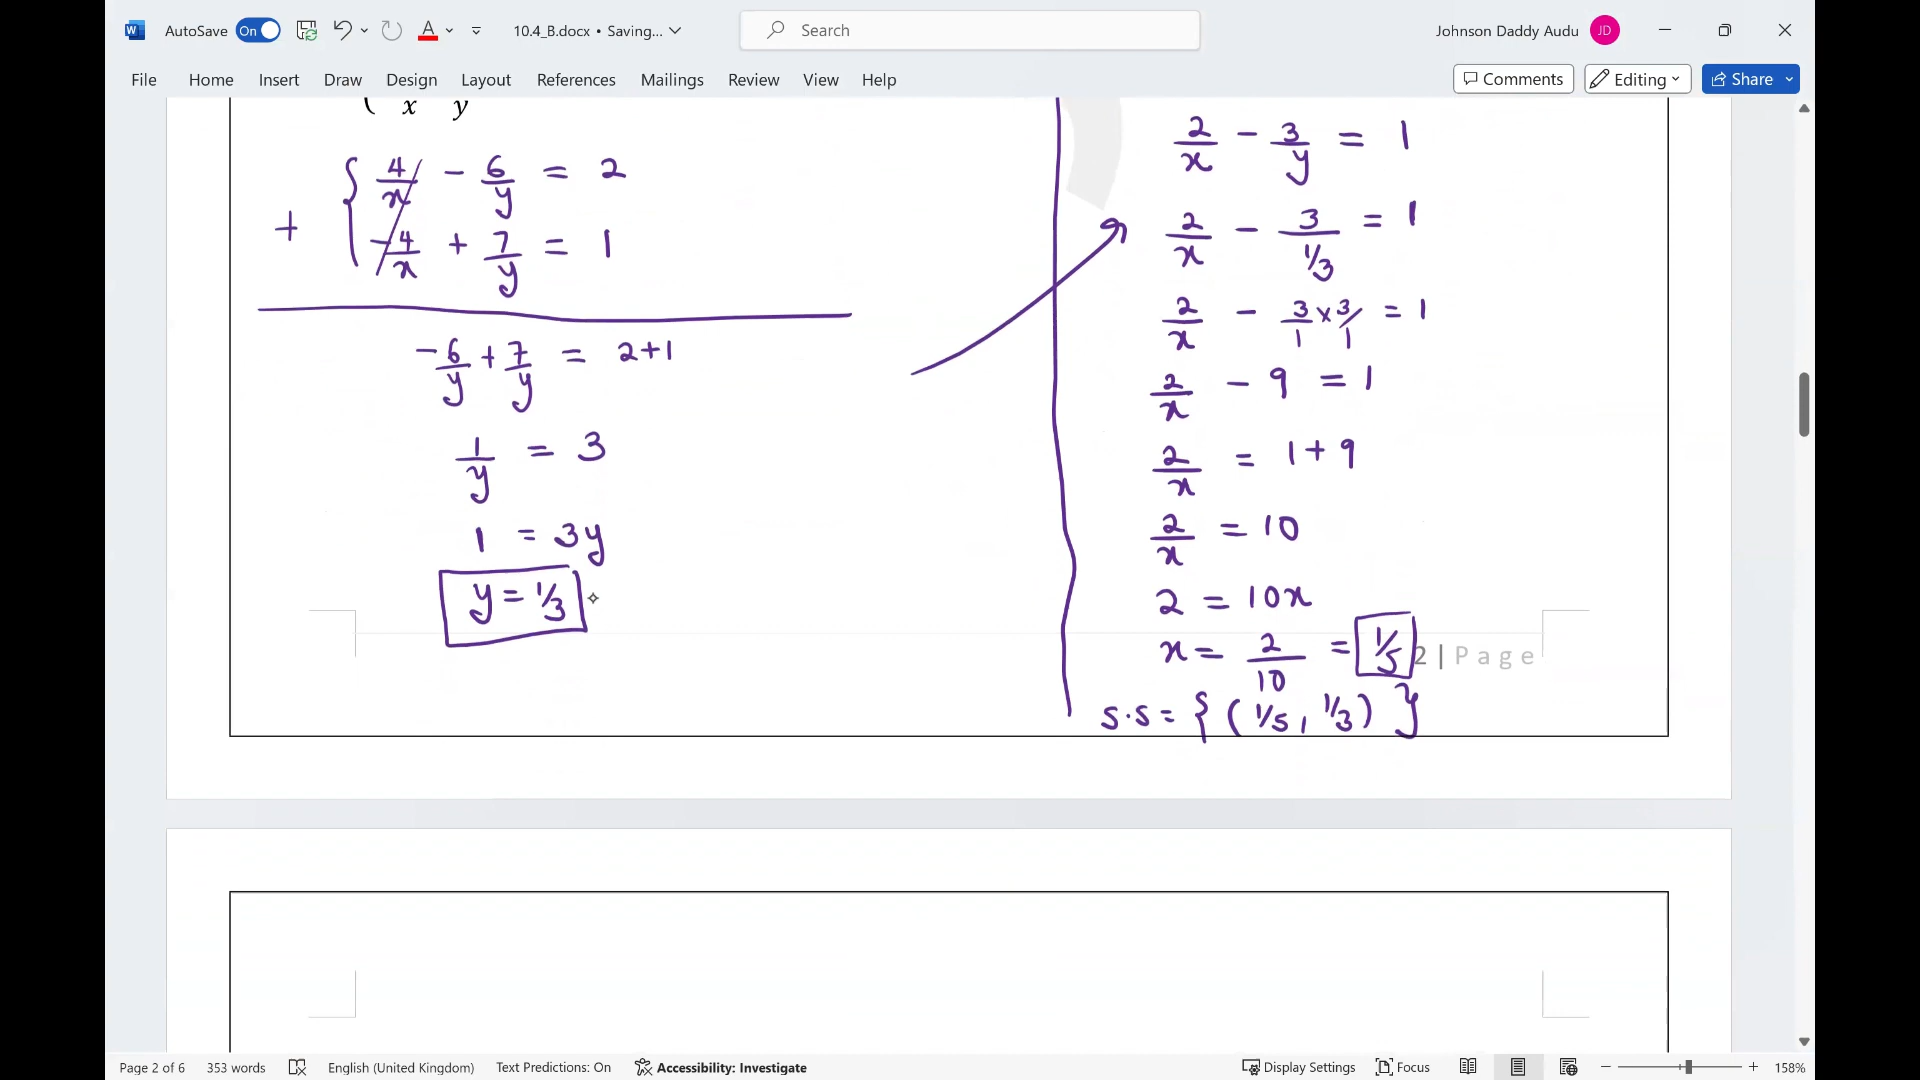 AutoSave On 10.4_B.docx • Saving... Search Johnson Daddy Audu JD
File Home Insert Draw Design Layout References Mailings Review View Help Comments Editing Share
x y
+ { 4/x - 6/y = 2
-4/x + 7/y = 1
-6/y + 7/y = 2+1
1/y = 3
1 = 3y
y = 1/3
2/x - 3/y = 1
2/x - 3/(1/3) = 1
2/x - 3/1 x 3/1 = 1
2/x - 9 = 1
2/x = 1+9
2/x = 10
2 = 10x
x = 2/10 = 1/5
2 | Page
S.S = { (1/5, 1/3) }
Page 2 of 6 353 words English (United Kingdom) Text Predictions: On Accessibility: Investigate Display Settings Focus 158%